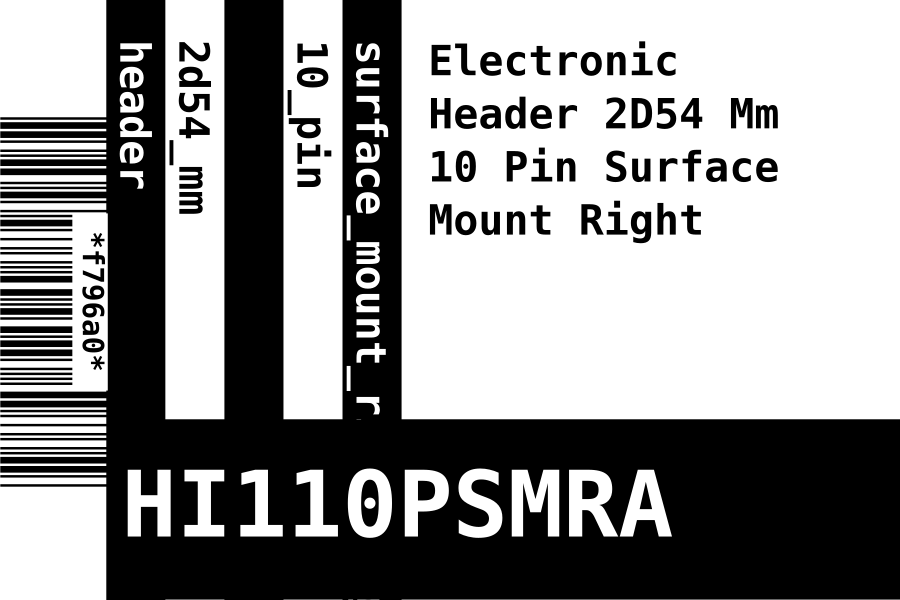 *f796a0*
header
2d54_mm
10_pin
surface_mount_r
Electronic
Header 2D54 Mm
10 Pin Surface
Mount Right
HI110PSMRA